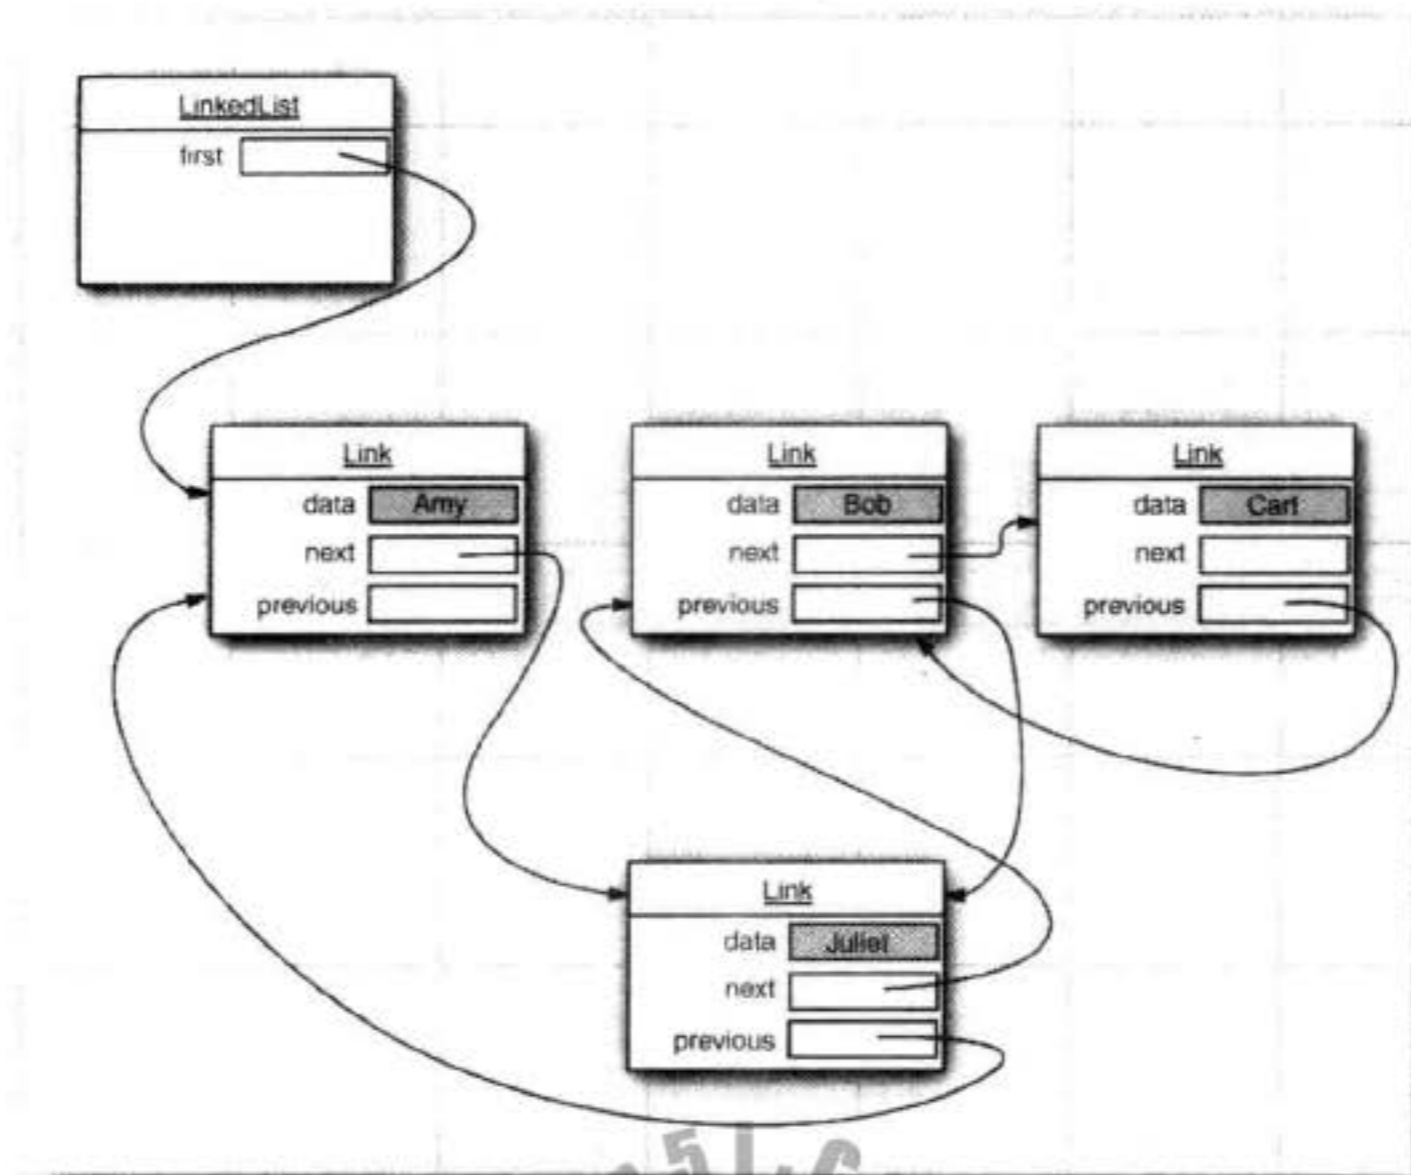 LinkedList
first
Link
data Amy
next
previous
Link
data Bob
next
previous
Link
data Carl
next
previous
Link
data Juliet
next
previous